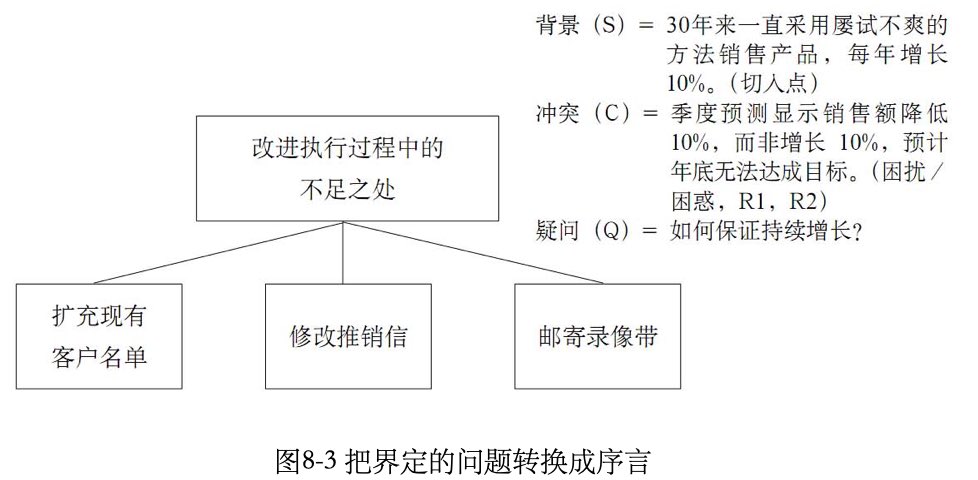 背景（S）= 30年来一直采用屡试不爽的
方法销售产品，每年增长
10%。（切入点）
冲突（C）= 季度预测显示销售额降低
10%，而非增长 10%，预计
年底无法达成目标。（困扰／
困惑，R1，R2）
疑问（Q）= 如何保证持续增长？
改进执行过程中的
不足之处
扩充现有
客户名单
修改推销信
邮寄录像带
图8-3 把界定的问题转换成序言